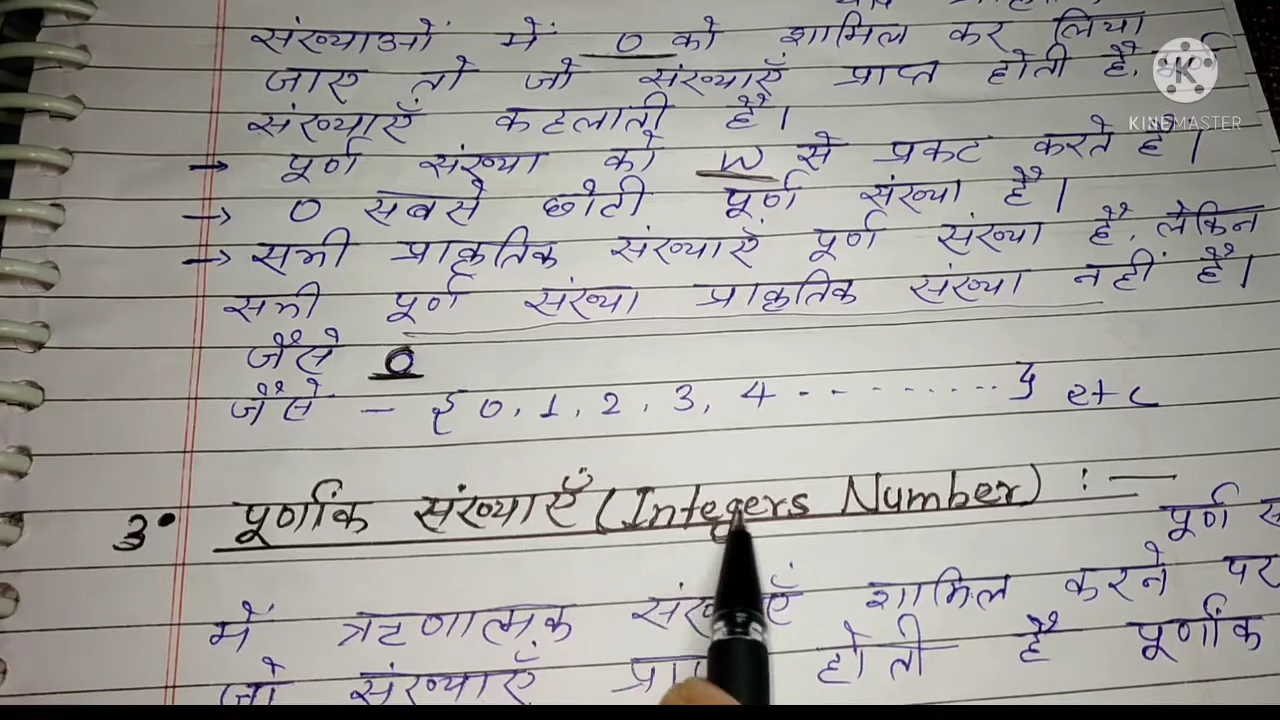 संख्याओं में 0 को शामिल कर लिया
जाए तो जो संख्याएँ प्राप्त होती है,
संख्याएँ कहलाती हैं।
→ पूर्ण संख्या को W से प्रकट करते हैं।
→ 0 सबसे छोटी पूर्ण संख्या है।
→ सभी प्राकृतिक संख्याएँ पूर्ण संख्या है, लेकिन
सभी पूर्ण संख्या प्राकृतिक संख्या नहीं है।
जैसे 0
जैसे - { 0, 1, 2, 3, 4 - - - - - - - - - } etc
3. पूर्णांक संख्याएँ (Integers Number) : —
पूर्ण
में ऋणात्मक संख्याएँ शामिल करने पर
जो संख्याएँ होती है पूर्णांक
KINEMASTER